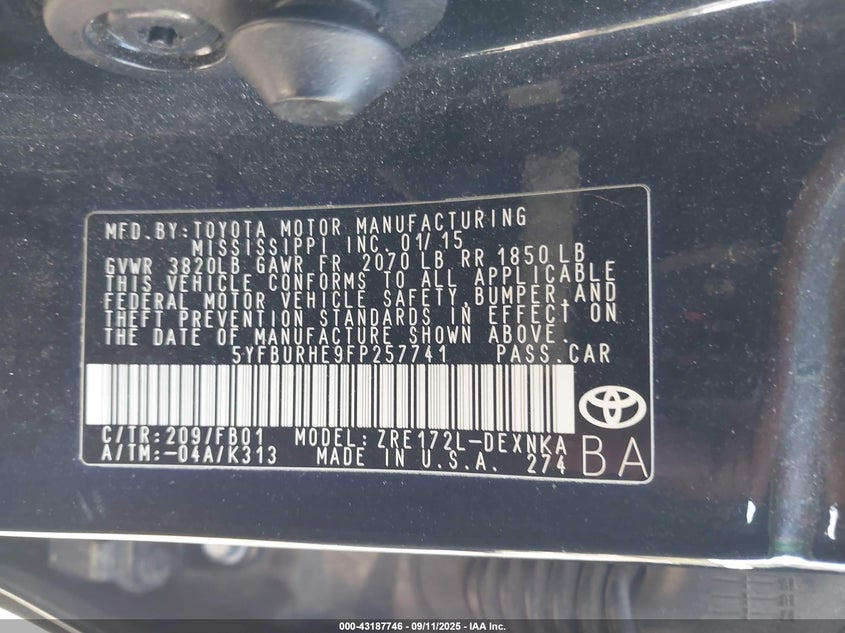 MFD.BY:TOYOTA MOTOR MANUFACTURING
MISSISSIPPI INC.01/15
GVWR 3820LB GAWR FR 2070 LB RR 1850 LB
THIS VEHICLE CONFORMS TO ALL APPLICABLE
FEDERAL MOTOR VEHICLE SAFETY,BUMPER,AND
THEFT PREVENTION STANDARDS IN EFFECT ON
THE DATE OF MANUFACTURE SHOWN ABOVE.
5YFBURHE9FP257741 PASS.CAR
C/TR:209/FB01 MODEL:ZRE172L-DEXNKA
A/TM:-04A/K313 MADE IN U.S.A. 274
BA
000-43187746 - 09/11/2025 - IAA Inc.